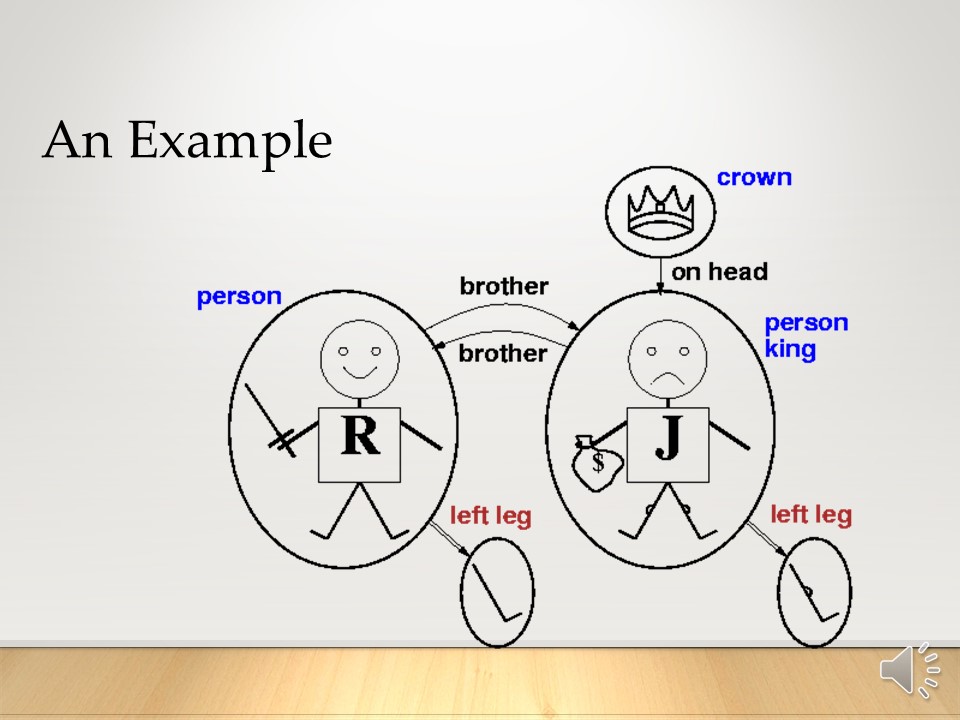 An Example
crown
on head
brother
person
person
king
brother
R
J
$
left leg
left leg